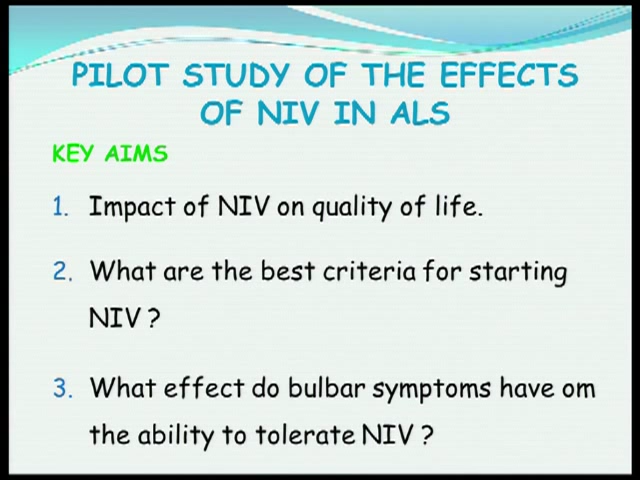 PILOT STUDY OF THE EFFECTS
OF NIV IN ALS
KEY AIMS
1. Impact of NIV on quality of life.
2. What are the best criteria for starting
NIV ?
3. What effect do bulbar symptoms have om
the ability to tolerate NIV ?